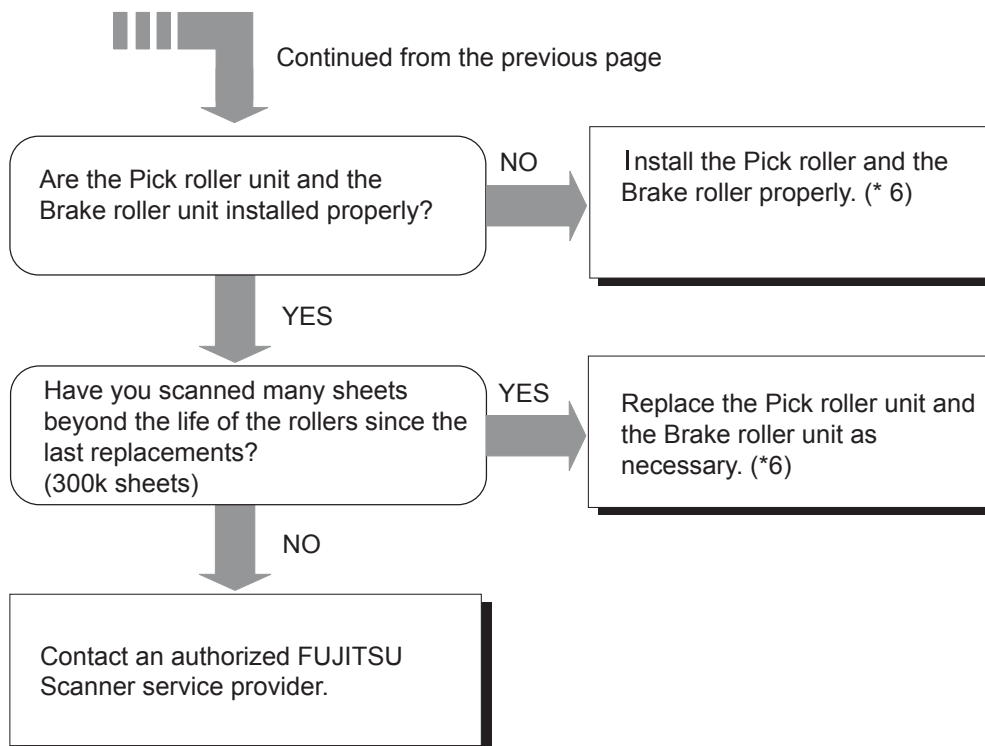 Continued from the previous page
Are the Pick roller unit and the
Brake roller unit installed properly?
NO
Install the Pick roller and the
Brake roller properly. (* 6)
YES
Have you scanned many sheets
beyond the life of the rollers since the
last replacements?
(300k sheets)
YES
Replace the Pick roller unit and
the Brake roller unit as
necessary. (*6)
NO
Contact an authorized FUJITSU
Scanner service provider.